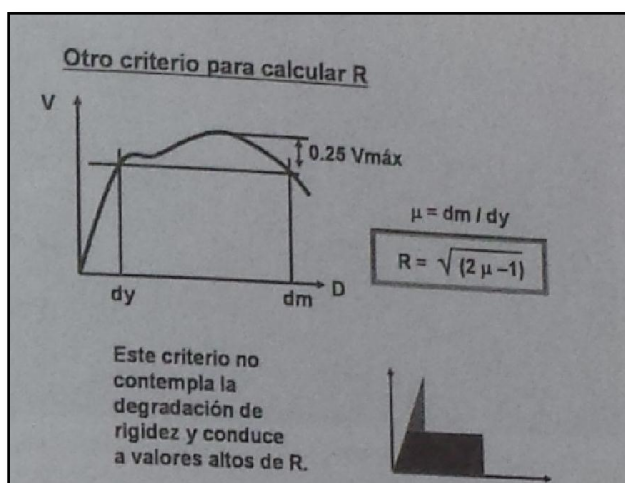 Otro criterio para calcular R
V
0.25 Vmáx
μ = dm / dy
R = √(2 μ –1)
dy
dm
D
Este criterio no
contempla la
degradación de
rigidez y conduce
a valores altos de R.